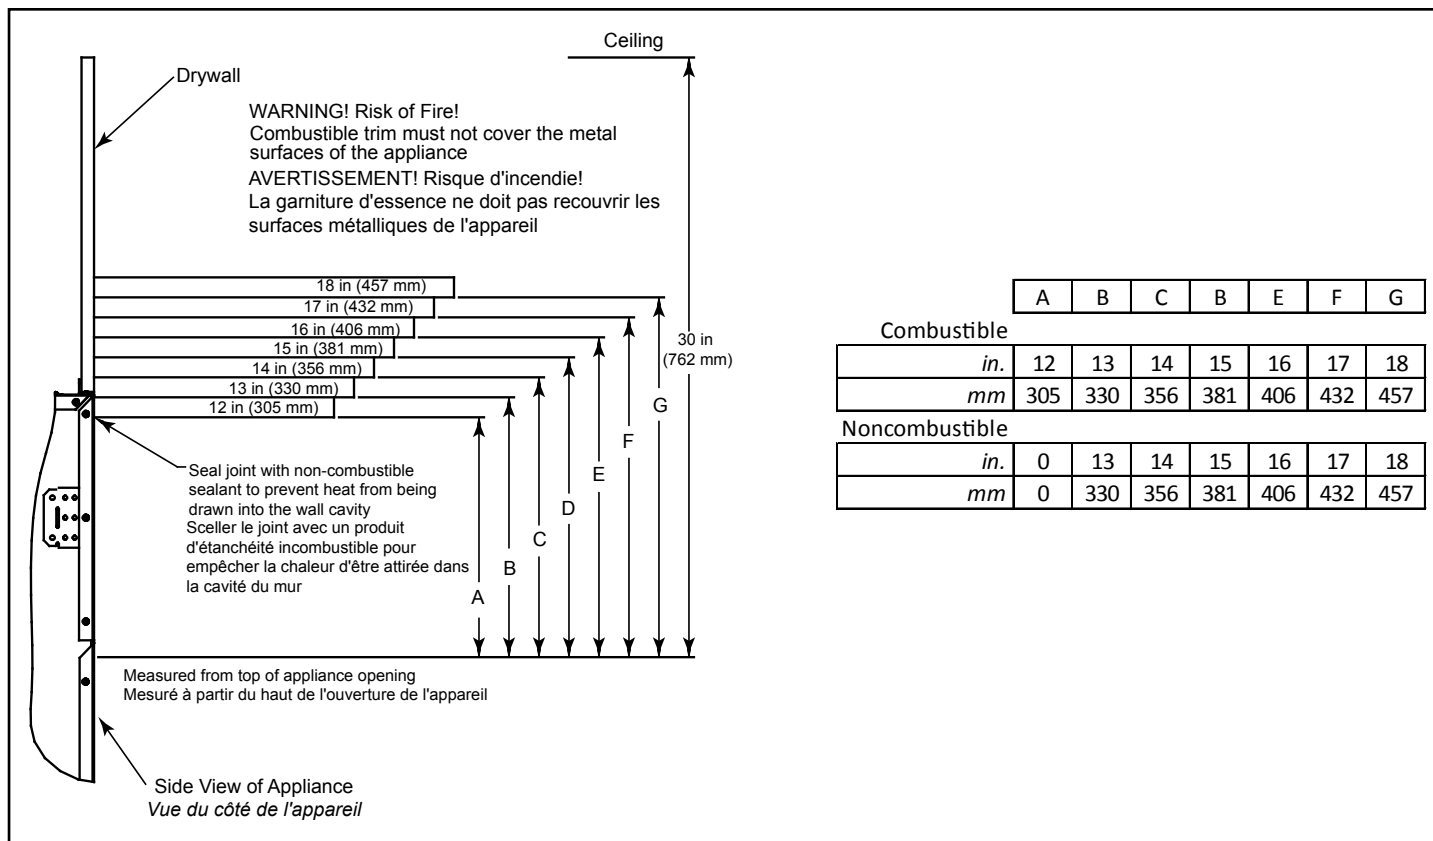 Ceiling
Drywall
WARNING! Risk of Fire!
Combustible trim must not cover the metal
surfaces of the appliance
AVERTISSEMENT! Risque d'incendie!
La garniture d'essence ne doit pas recouvrir les
surfaces métalliques de l'appareil
18 in (457 mm)
17 in (432 mm)
16 in (406 mm)
15 in (381 mm)
14 in (356 mm)
13 in (330 mm)
12 in (305 mm)
30 in
(762 mm)
G
F
E
D
C
B
A
Seal joint with non-combustible
sealant to prevent heat from being
drawn into the wall cavity
Sceller le joint avec un produit
d'étanchéité incombustible pour
empêcher la chaleur d'être attirée dans
la cavité du mur
Measured from top of appliance opening
Mesuré à partir du haut de l'ouverture de l'appareil
Side View of Appliance
Vue du côté de l'appareil
A B C B E F G
Combustible
in. 12 13 14 15 16 17 18
mm 305 330 356 381 406 432 457
Noncombustible
in. 0 13 14 15 16 17 18
mm 0 330 356 381 406 432 457